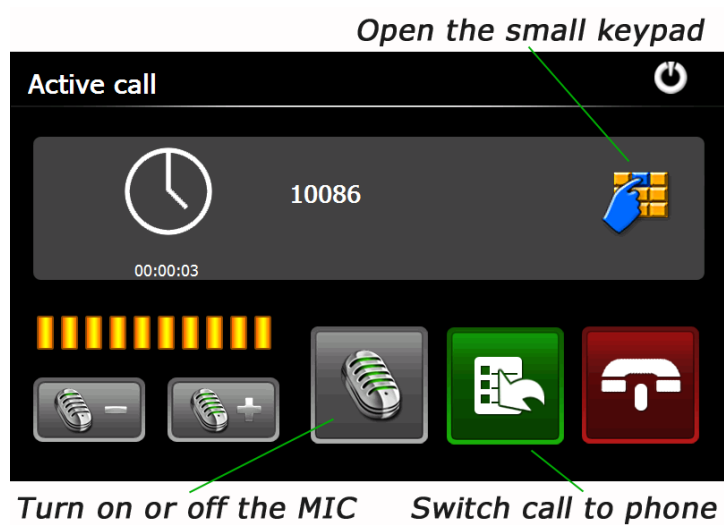 Open the small keypad
Active call
10086
00:00:03
Turn on or off the MIC
Switch call to phone